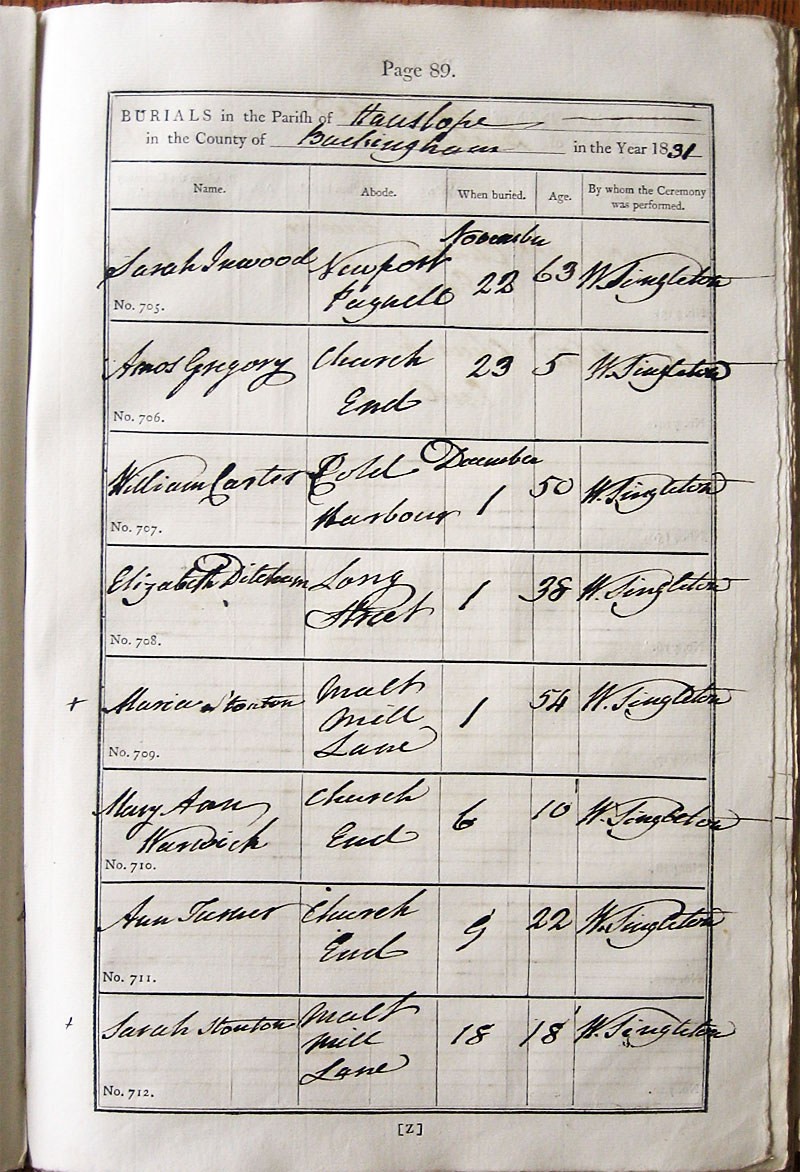 Page 89.
BURIALS in the Parish of Hanslope
in the County of Buckingham in the Year 1831
Name. Abode. When buried. Age. By whom the Ceremony was performed.
November
Sarah Inwood Newport Pagnell 22 63 W. Singleton
No. 705.
Amos Gregory Church End 23 5 W. Singleton
No. 706.
December
William Carter Cold Harbour 1 50 W. Singleton
No. 707.
Elizabeth Ditcham Long Street 1 38 W. Singleton
No. 708.
+ Maria Stonton Malt Mill Lane 1 54 W. Singleton
No. 709.
Mary Ann Warwick Church End 6 10 W. Singleton
No. 710.
Ann Turner Church End 9 22 W. Singleton
No. 711.
+ Sarah Stonton Malt Mill Lane 18 18 W. Singleton
No. 712.
[Z]